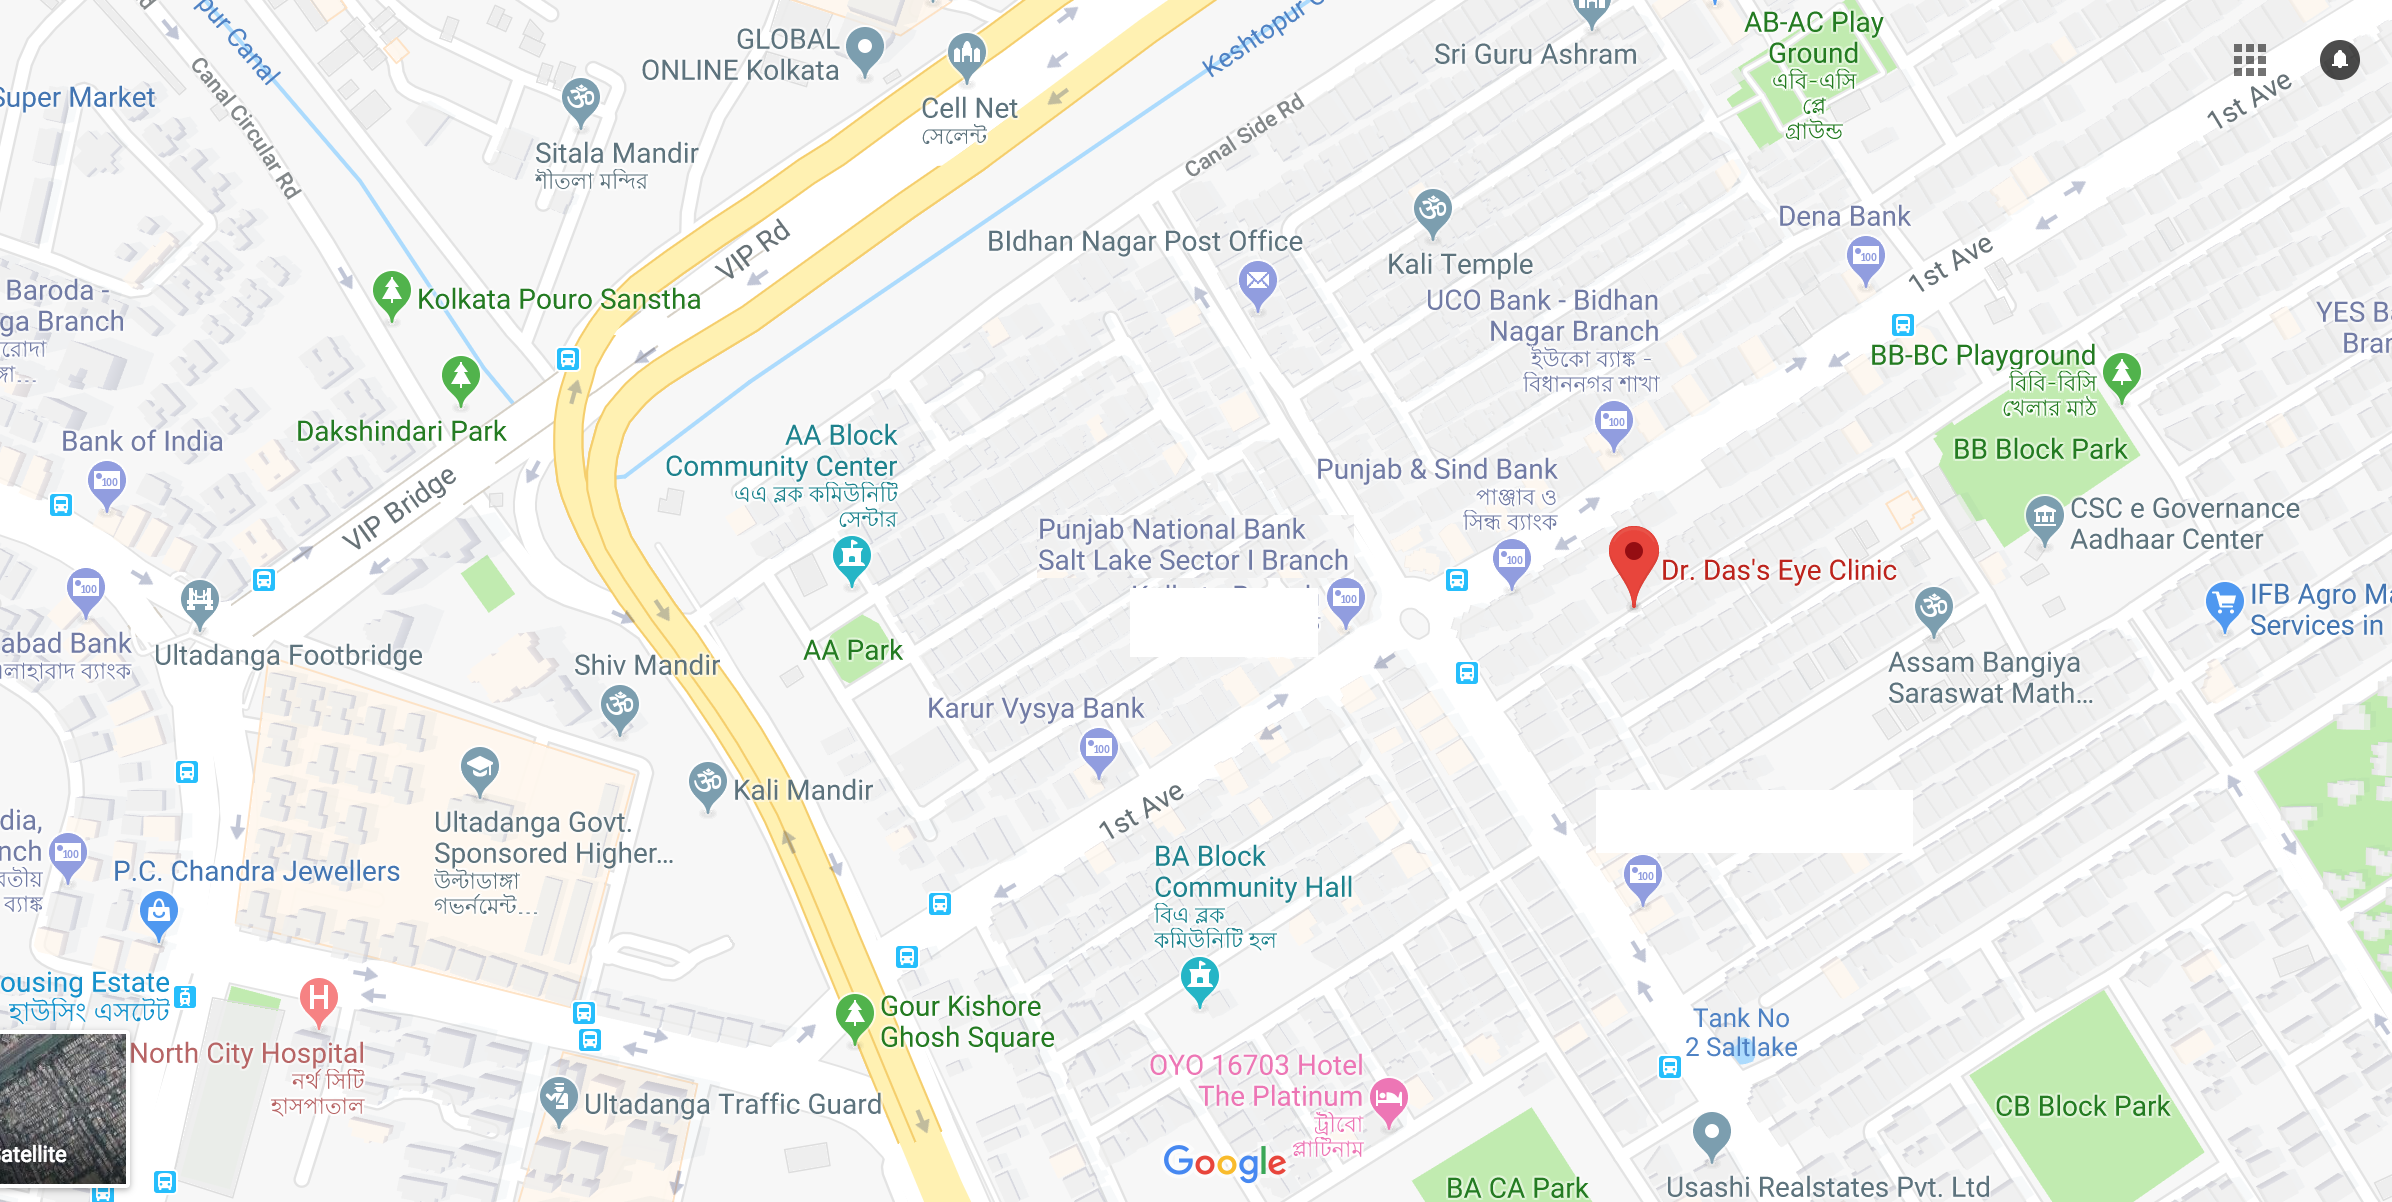 pur Canal
Canal Circular Rd
Super Market
GLOBAL
ONLINE Kolkata
Cell Net
সেলেন্ট
Sitala Mandir
শীতলা মন্দির
VIP Rd
Canal Side Rd
Sri Guru Ashram
AB-AC Play
Ground
এবি-এসি
প্লে
গ্রাউন্ড
1st Ave
Dena Bank
1st Ave
BIdhan Nagar Post Office
Kali Temple
UCO Bank - Bidhan
Nagar Branch
ইউকো ব্যাঙ্ক -
বিধাননগর শাখা
Baroda -
ga Branch
রোদা
Kolkata Pouro Sanstha
Dakshindari Park
Bank of India
VIP Bridge
AA Block
Community Center
এএ ব্লক কমিউনিটি
সেন্টার
Punjab & Sind Bank
পাঞ্জাব ও
সিন্ধ ব্যাংক
BB-BC Playground
বিবি-বিসি
খেলার মাঠ
BB Block Park
CSC e Governance
Aadhaar Center
Punjab National Bank
Salt Lake Sector I Branch
Dr. Das's Eye Clinic
IFB Agro Ma
Services in
Assam Bangiya
Saraswat Math...
abad Bank
লাহাবাদ ব্যাংক
Ultadanga Footbridge
Shiv Mandir
AA Park
Karur Vysya Bank
Kali Mandir
1st Ave
Ultadanga Govt.
Sponsored Higher...
উল্টাডাঙ্গা
গভর্নমেন্ট...
dia,
nch
ব্যাঙ্ক
P.C. Chandra Jewellers
BA Block
Community Hall
বিএ ব্লক
কমিউনিটি হল
ousing Estate
হাউসিং এসটেট
North City Hospital
নর্থ সিটি
হাসপাতাল
Gour Kishore
Ghosh Square
Ultadanga Traffic Guard
OYO 16703 Hotel
The Platinum
ট্রীবো
প্লাটিনাম
Tank No
2 Saltlake
CB Block Park
BA CA Park
Usashi Realstates Pvt. Ltd
atellite
Google